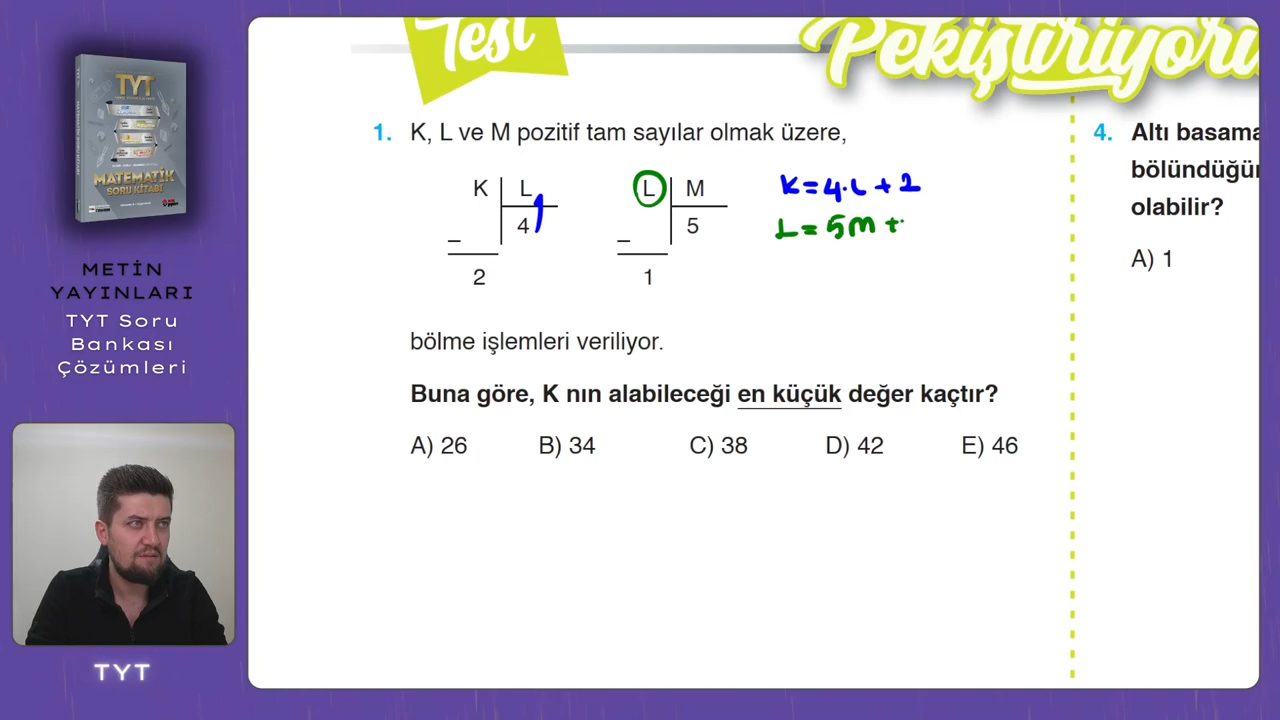 Test
Pekiştiriyoru
TYT
MATEMATİK
SORU KİTABI
METİN
YAYINLARI
TYT Soru
Bankası
Çözümleri
TYT
1. K, L ve M pozitif tam sayılar olmak üzere,
K L
4
2
L M
5
1
K = 4.L + 2
L = 5M +
bölme işlemleri veriliyor.
Buna göre, K nın alabileceği en küçük değer kaçtır?
A) 26 B) 34 C) 38 D) 42 E) 46
4. Altı basama
bölündüğü
olabilir?
A) 1